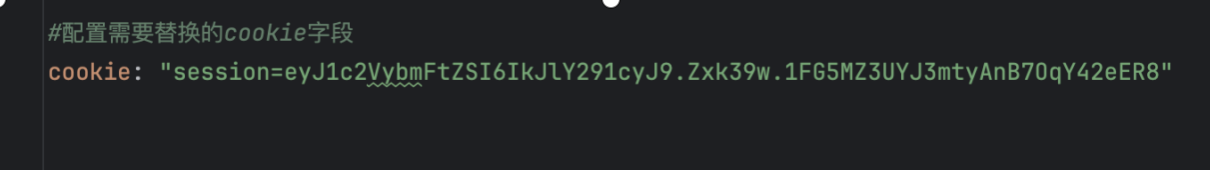 #配置需要替换的cookie字段
cookie: "session=eyJ1c2VybmFtZSI6IkJlY291cyJ9.Zxk39w.1FG5MZ3UYJ3mtyAnB7OqY42eER8"